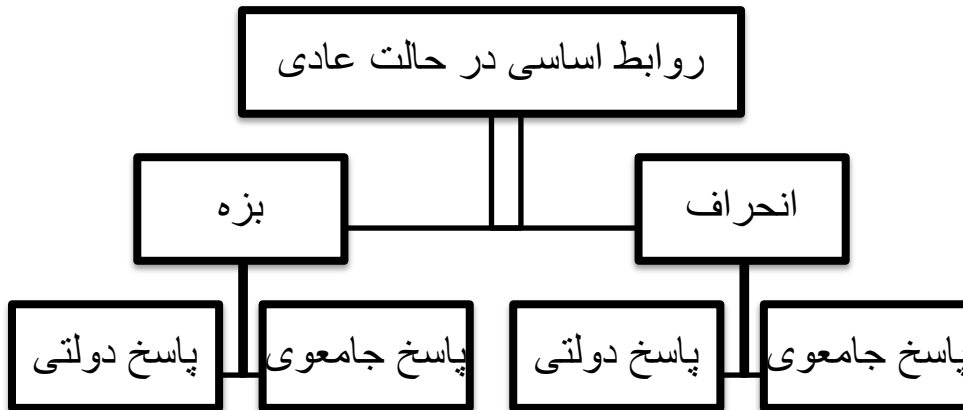 روابط اساسی در حالت عادی
انحراف
بزه
پاسخ جامعوی
پاسخ دولتی
پاسخ جامعوی
پاسخ دولتی